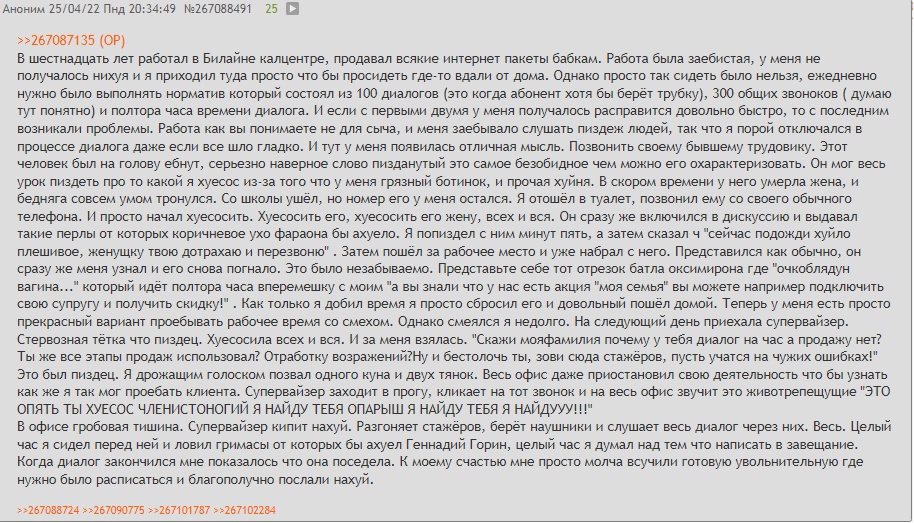 Аноним 25/04/22 Пнд 20:34:49 №267088491 25
>>267087135 (OP)
В шестнадцать лет работал в Билайне калцентре, продавал всякие интернет пакеты бабкам. Работа была заебистая, у меня не
получалось нихуя и я приходил туда просто что бы просидеть где-то вдали от дома. Однако просто так сидеть было нельзя, ежедневно
нужно было выполнять норматив который состоял из 100 диалогов (это когда абонент хотя бы берёт трубку), 300 общих звоноков ( думаю
тут понятно) и полтора часа времени диалога. И если с первыми двумя у меня получалось расправится довольно быстро, то с последним
возникали проблемы. Работа как вы понимаете не для сыча, и меня заебывало слушать пиздеж людей, так что я порой отключался в
процессе диалога даже если все шло гладко. И тут у меня появилась отличная мысль. Позвонить своему бывшему трудовику. Этот
человек был на голову ебнут, серьезно наверное слово пизданутый это самое безобидное чем можно его охарактеризовать. Он мог весь
урок пиздеть про то какой я хуесос из-за того что у меня грязный ботинок, и прочая хуйня. В скором времени у него умерла жена, и
бедняга совсем умом тронулся. Со школы ушёл, но номер его у меня остался. Я отошёл в туалет, позвонил ему со своего обычного
телефона. И просто начал хуесосить. Хуесосить его, хуесосить его жену, всех и вся. Он сразу же включился в дискуссию и выдавал
такие перлы от которых коричневое ухо фараона бы ахуело. Я попиздел с ним минут пять, а затем сказал ч "сейчас подожди хуйло
плешивое, женущку твою дотрахаю и перезвоню" . Затем пошёл за рабочее место и уже набрал с него. Представился как обычно, он
сразу же меня узнал и его снова погнало. Это было незабываемо. Представьте себе тот отрезок батла оксимирона где "очкоблядун
вагина..." который идёт полтора часа вперемешку с моим "а вы знали что у нас есть акция "моя семья" вы можете например подключить
свою супругу и получить скидку!" . Как только я добил время я просто сбросил его и довольный пошёл домой. Теперь у меня есть просто
прекрасный вариант проебывать рабочее время со смехом. Однако смеялся я недолго. На следующий день приехала супервайзер.
Стервозная тётка что пиздец. Хуесосила всех и вся. И за меня взялась. "Скажи мояфамилия почему у тебя диалог на час а продажу нет?
Ты же все этапы продаж использовал? Отработку возражений?Ну и бестолочь ты, зови сюда стажёров, пусть учатся на чужих ошибках!"
Это был пиздец. Я дрожащим голоском позвал одного куна и двух тянок. Весь офис даже приостановил свою деятельность что бы узнать
как же я так мог проебать клиента. Супервайзер заходит в прогу, кликает на тот звонок и на весь офис звучит это животрепещущие "ЭТО
ОПЯТЬ ТЫ ХУЕСОС ЧЛЕНИСТОНОГИЙ Я НАЙДУ ТЕБЯ ОПАРЫШ Я НАЙДУ ТЕБЯ Я НАЙДУУУ!!!"
В офисе гробовая тишина. Супервайзер кипит нахуй. Разгоняет стажёров, берёт наушники и слушает весь диалог через них. Весь. Целый
час я сидел перед ней и ловил гримасы от которых бы ахуел Геннадий Горин, целый час я думал над тем что написать в завещание.
Когда диалог закончился мне показалось что она поседела. К моему счастью мне просто молча всучили готовую увольнительную где
нужно было расписаться и благополучно послали нахуй.
>>267088724 >>267090775 >>267101787 >>267102284